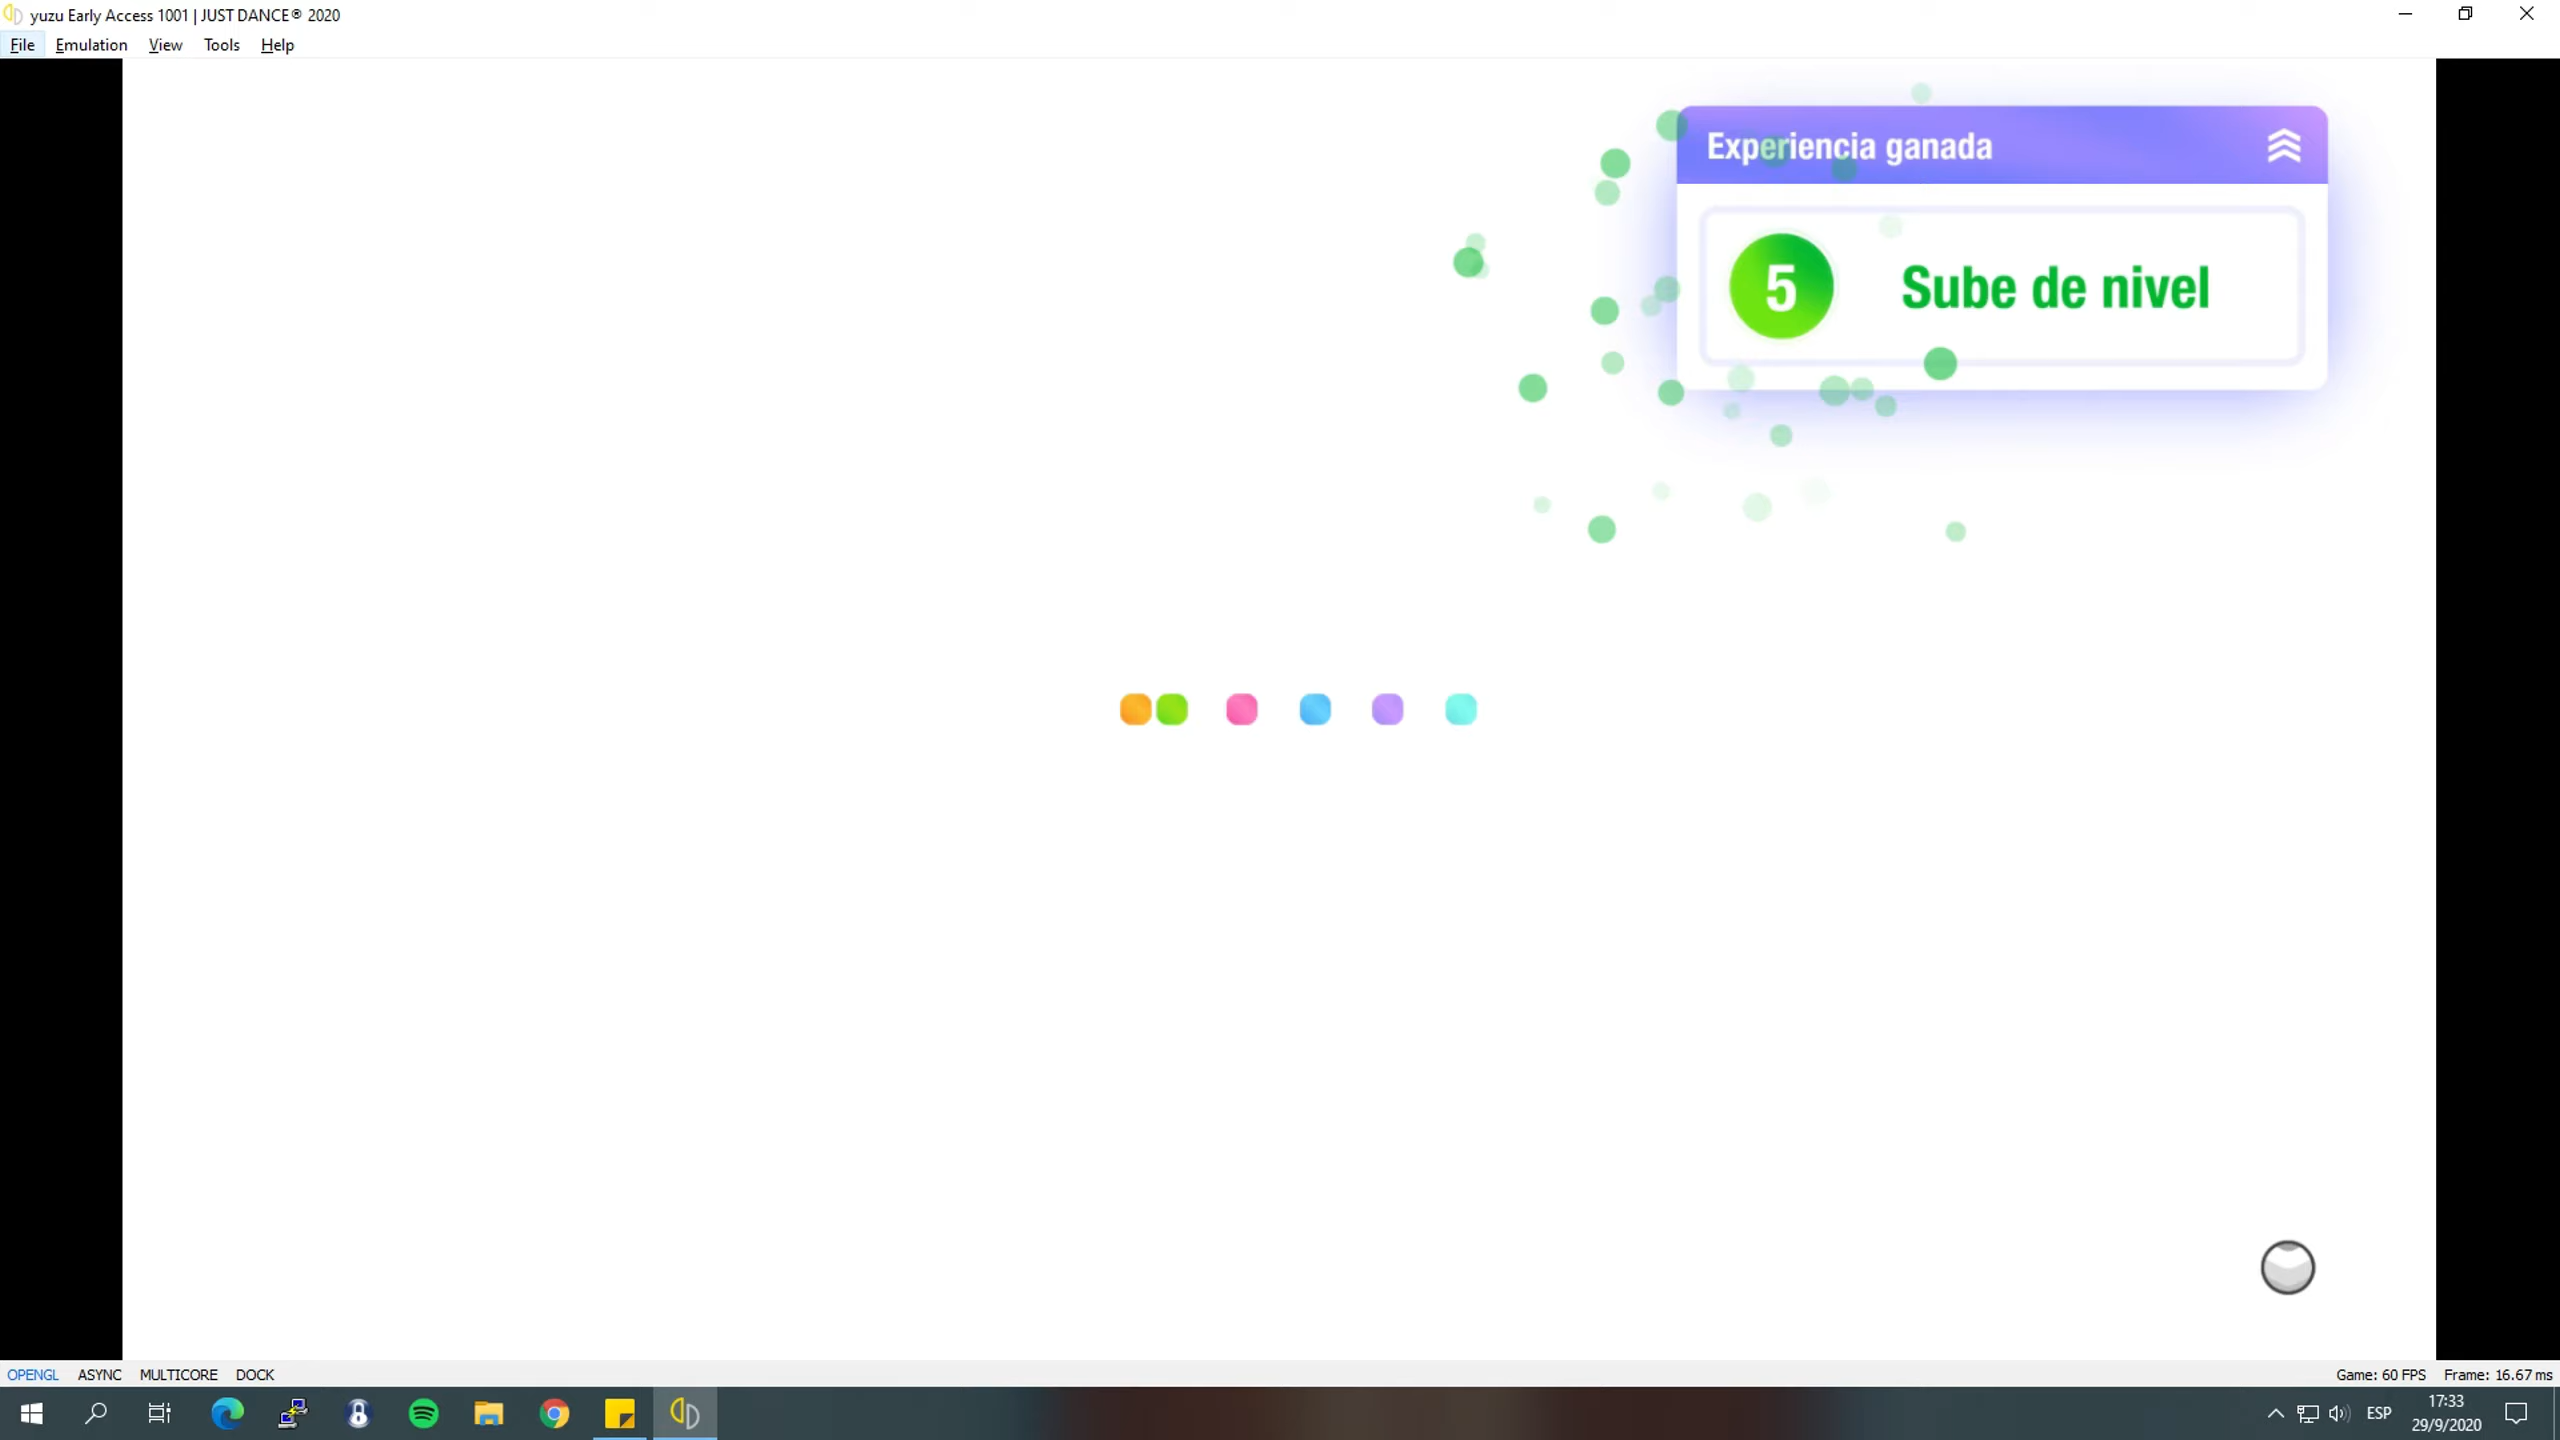 yuzu Early Access 1001 | JUST DANCE® 2020
File Emulation View Tools Help
Experiencia ganada
5 Sube de nivel
OPENGL ASYNC MULTICORE DOCK Game: 60 FPS Frame: 16.67 ms
ESP 17:33
29/9/2020